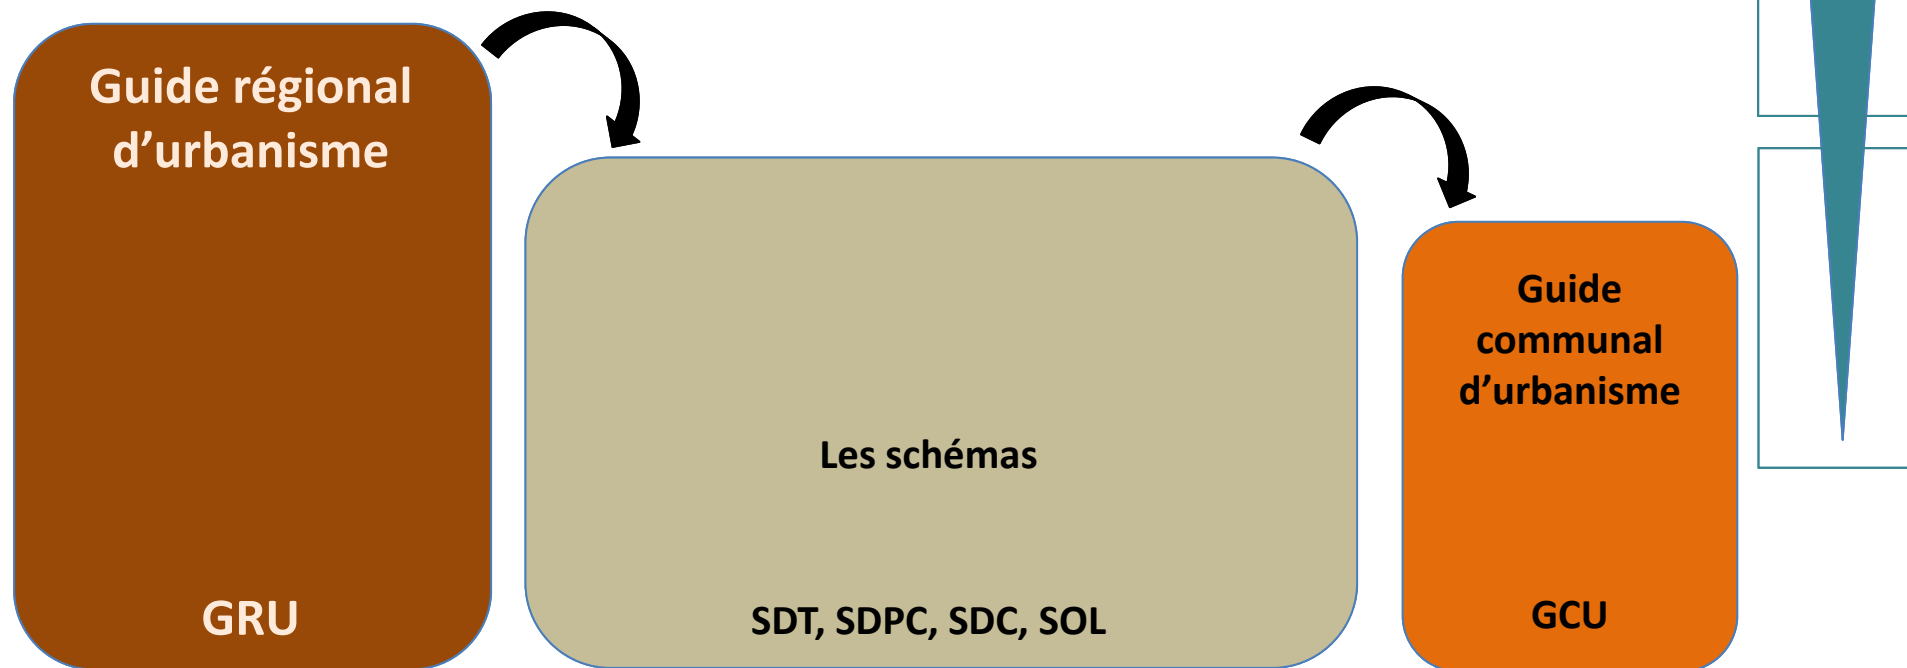 Guide régional
d’urbanisme
GRU
Les schémas
SDT, SDPC, SDC, SOL
Guide
communal
d’urbanisme
GCU